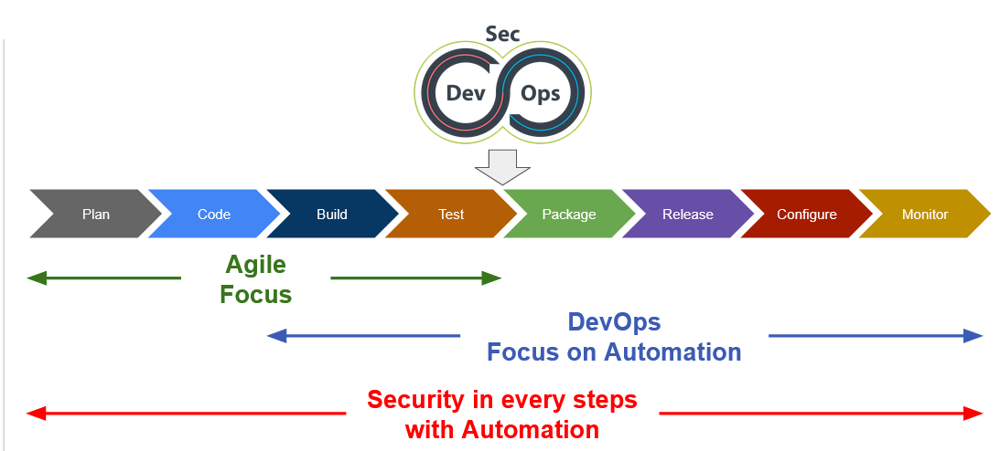 Sec
Dev Ops
Plan Code Build Test Package Release Configure Monitor
Agile
Focus
DevOps
Focus on Automation
Security in every steps
with Automation